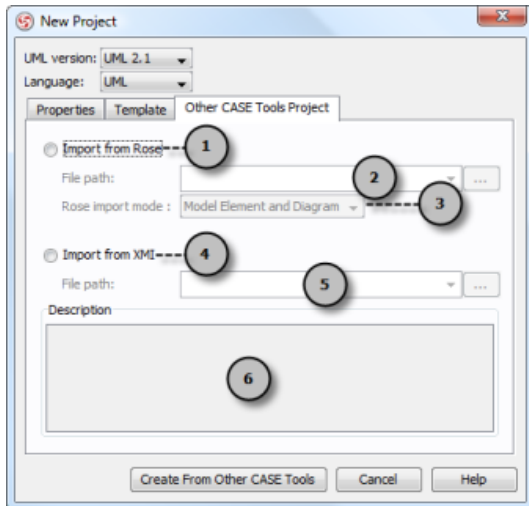 New Project
UML version: UML 2.1
Language: UML
Properties Template Other CASE Tools Project
Import from Rose 1
File path: 2 ...
Rose import mode : Model Element and Diagram 3
Import from XMI 4
File path: 5 ...
Description
6
Create From Other CASE Tools Cancel Help